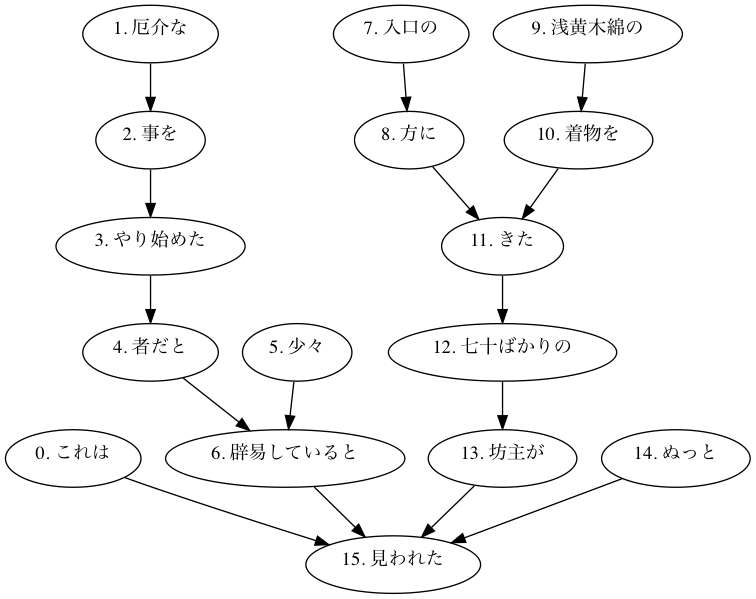 1. 厄介な
7. 入口の
9. 浅黄木綿の
2. 事を
8. 方に
10. 着物を
3. やり始めた
11. きた
4. 者だと
5. 少々
12. 七十ばかりの
0. これは
6. 辟易していると
13. 坊主が
14. ぬっと
15. 見われた